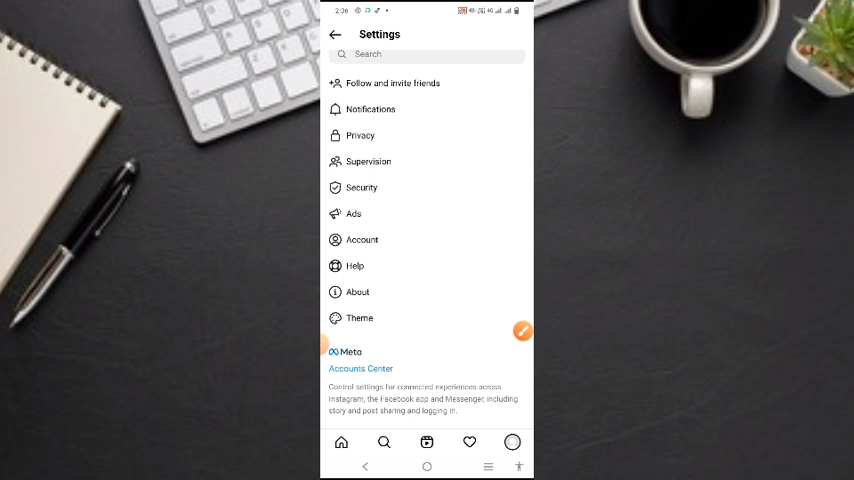 2:36
Settings
Search
Follow and invite friends
Notifications
Privacy
Supervision
Security
Ads
Account
Help
About
Theme
Meta
Accounts Center
Control settings for connected experiences across
Instagram, the Facebook app and Messenger, including
story and post sharing and logging in.